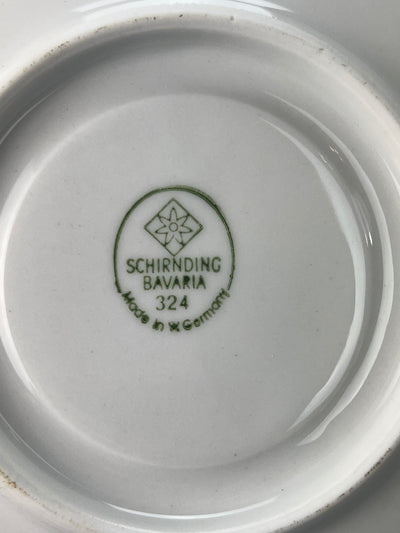 SCHIRNDING
BAVARIA
324
Made in W.Germany